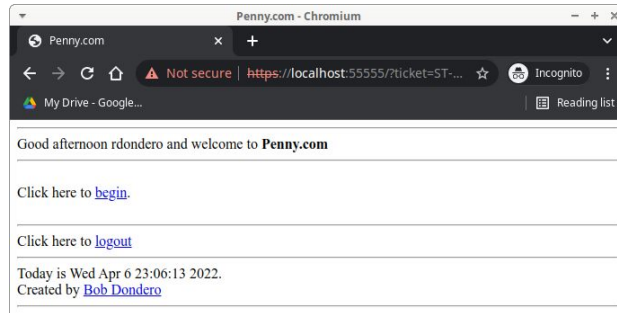 Penny.com - Chromium
Penny.com
Not secure | https://localhost:55555/?ticket=ST-... Incognito
My Drive - Google... Reading list
Good afternoon rdondero and welcome to Penny.com
Click here to begin.
Click here to logout
Today is Wed Apr 6 23:06:13 2022.
Created by Bob Dondero